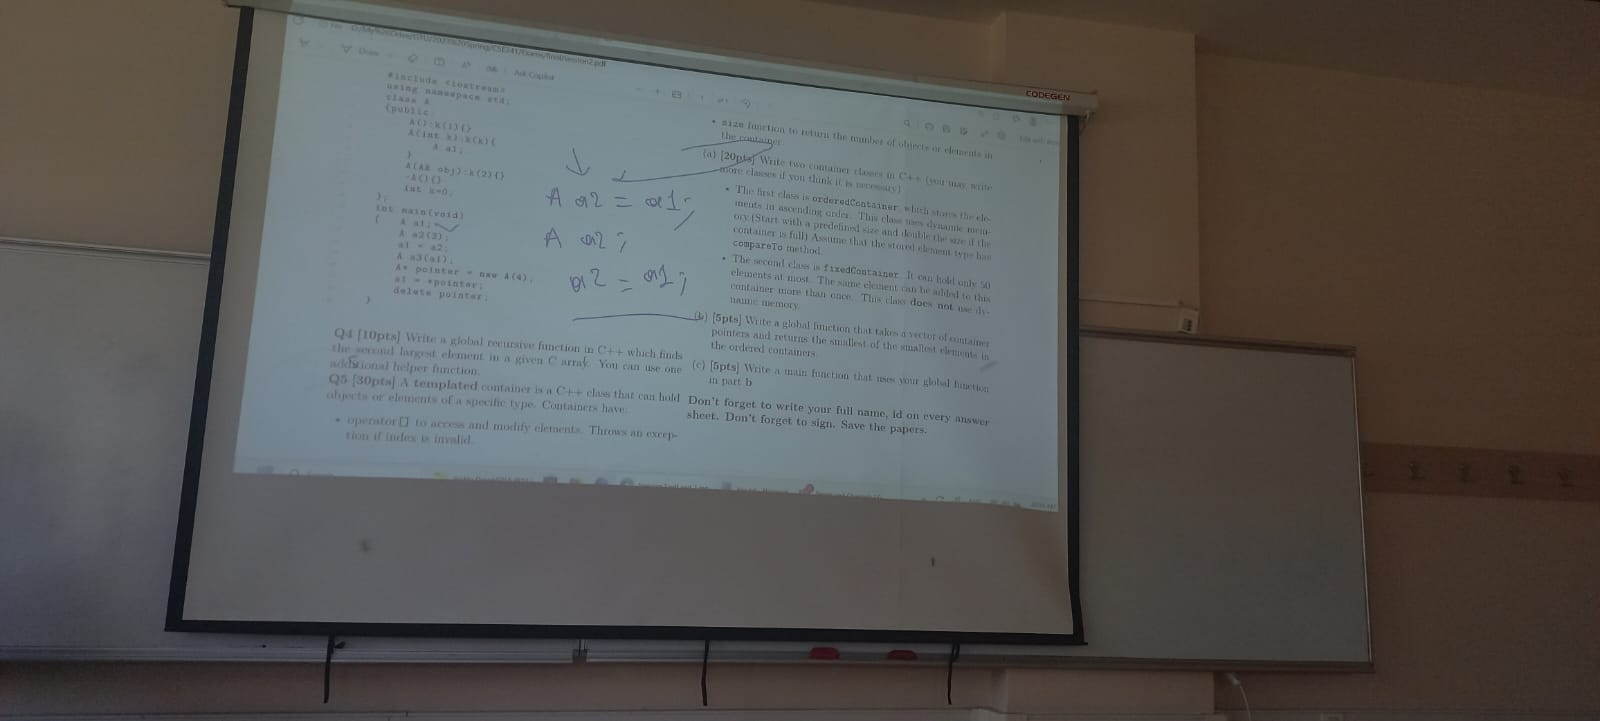 Draw
Ask Copilot
CODEGEN
#include <iostream>
using namespace std;
class A
{public:
A():k(1){}
A(int k):k(k){
A a1;
}
A(A& obj):k(2){}
~A(){}
int k=0;
};
int main(void)
{ A a1;
A a2(3);
a1 = a2;
A a3(a1);
A* pointer = new A(4);
a1 = *pointer;
delete pointer;
}
A a2 = a1;
A a2;
a2 = a1;
Q4 [10pts] Write a global recursive function in C++ which finds
the second largest element in a given C array. You can use one
additional helper function.
Q5 [30pts] A templated container is a C++ class that can hold
objects or elements of a specific type. Containers have:
• operator[] to access and modify elements. Throws an excep-
tion if index is invalid.
• size function to return the number of objects or elements in
the container.
(a) [20pts] Write two container classes in C++ (you may write
more classes if you think it is necessary)
• The first class is orderedContainer, which stores the ele-
ments in ascending order. This class uses dynamic mem-
ory.(Start with a predefined size and double the size if the
container is full) Assume that the stored element type has
compareTo method.
• The second class is fixedContainer. It can hold only 50
elements at most. The same element can be added to this
container more than once. This class does not use dy-
namic memory.
(b) [5pts] Write a global function that takes a vector of container
pointers and returns the smallest of the smallest elements in
the ordered containers.
(c) [5pts] Write a main function that uses your global function
in part b
Don't forget to write your full name, id on every answer
sheet. Don't forget to sign. Save the papers.